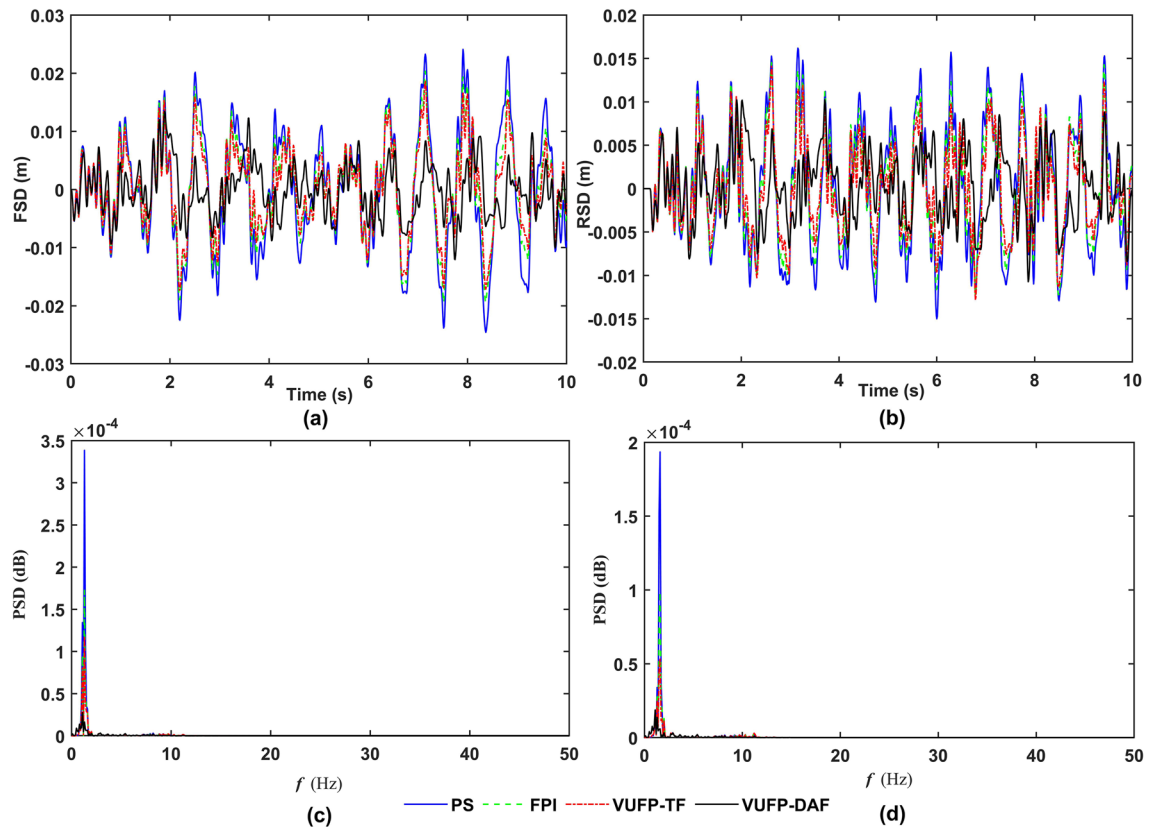 0.03
0.02
0.01
0
-0.01
-0.02
-0.03
FSD (m)
0 2 4 6 8 10
Time (s)
(a)
0.02
0.015
0.01
0.005
0
-0.005
-0.01
-0.015
-0.02
RSD (m)
0 2 4 6 8 10
Time (s)
(b)
×10⁻⁴
3.5
3
2.5
2
1.5
1
0.5
0
PSD (dB)
0 10 20 30 40 50
f (Hz)
(c)
×10⁻⁴
2
1.5
1
0.5
0
PSD (dB)
0 10 20 30 40 50
f (Hz)
(d)
PS FPI VUFP-TF VUFP-DAF